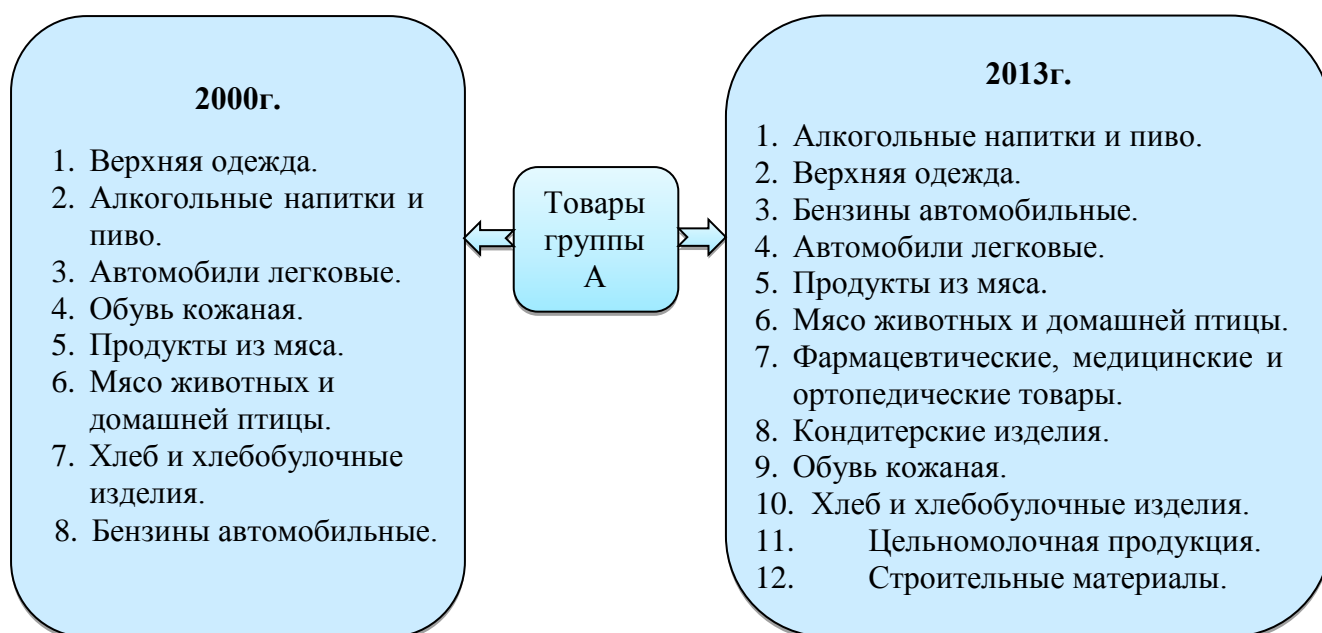 2000г.
1. Верхняя одежда.
2. Алкогольные напитки и
пиво.
3. Автомобили легковые.
4. Обувь кожаная.
5. Продукты из мяса.
6. Мясо животных и
домашней птицы.
7. Хлеб и хлебобулочные
изделия.
8. Бензины автомобильные.
Товары
группы
А
2013г.
1. Алкогольные напитки и пиво.
2. Верхняя одежда.
3. Бензины автомобильные.
4. Автомобили легковые.
5. Продукты из мяса.
6. Мясо животных и домашней птицы.
7. Фармацевтические, медицинские и
ортопедические товары.
8. Кондитерские изделия.
9. Обувь кожаная.
10. Хлеб и хлебобулочные изделия.
11. Цельномолочная продукция.
12. Строительные материалы.